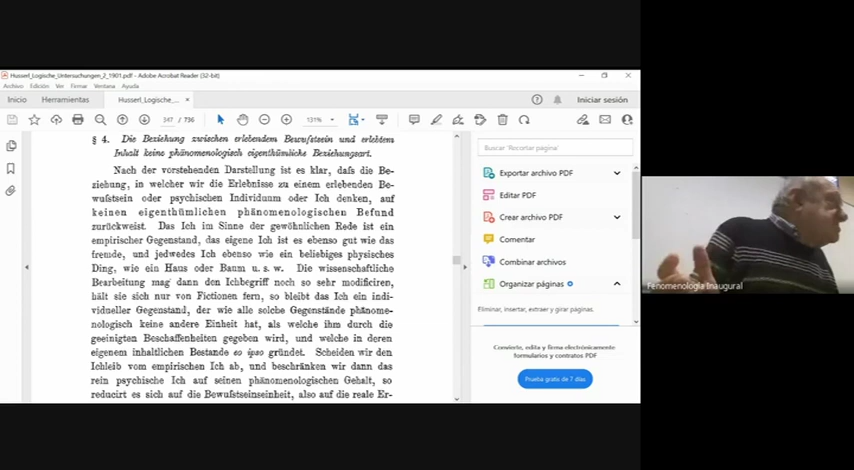 Husserl_Logische_Untersuchungen_2_1901.pdf - Adobe Acrobat Reader (32-bit)
Archivo Edición Ver Firmar Ventana Ayuda
Inicio Herramientas Husserl_Logische_... × Iniciar sesión
347 / 736 131%
§ 4. Die Beziehung zwischen erlebendem Bewufstsein und erlebtem
Inhalt keine phänomenologisch eigenthümliche Beziehungsart.
Nach der vorstehenden Darstellung ist es klar, dafs die Be-
ziehung, in welcher wir die Erlebnisse zu einem erlebenden Be-
wufstsein oder psychischen Individuum oder Ich denken, auf
keinen eigenthümlichen phänomenologischen Befund
zurückweist. Das Ich im Sinne der gewöhnlichen Rede ist ein
empirischer Gegenstand, das eigene Ich ist es ebenso gut wie das
fremde, und jedwedes Ich ebenso wie ein beliebiges physisches
Ding, wie ein Haus oder Baum u. s. w. Die wissenschaftliche
Bearbeitung mag dann den Ichbegriff noch so sehr modificiren,
hält sie sich nur von Fictionen fern, so bleibt das Ich ein indi-
vidueller Gegenstand, der wie alle solche Gegenstände phänome-
nologisch keine andere Einheit hat, als welche ihm durch die
geeinigten Beschaffenheiten gegeben wird, und welche in deren
eigenem inhaltlichen Bestande eo ipso gründet. Scheiden wir den
Ichleib vom empirischen Ich ab, und beschränken wir dann das
rein psychische Ich auf seinen phänomenologischen Gehalt, so
reducirt es sich auf die Bewufstseinseinheit, also auf die reale Er-
Buscar 'Recortar página'
Exportar archivo PDF
Editar PDF
Crear archivo PDF
Comentar
Combinar archivos
Organizar páginas
Eliminar, insertar, extraer y girar páginas.
Convierte, edita y firma electrónicamente
formularios y contratos PDF
Prueba gratis de 7 días
Fenomenología Inaugural